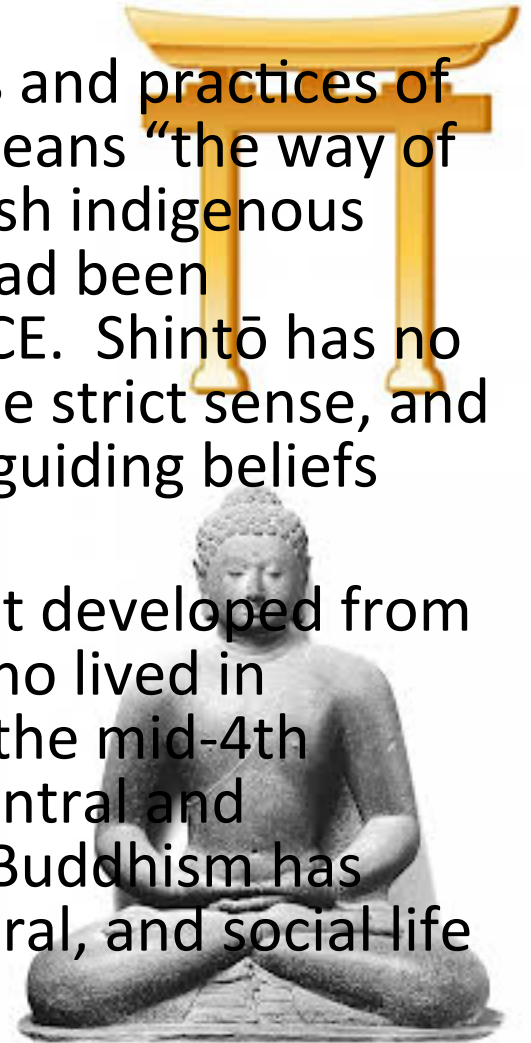 s and practices of
eans “the way of
sh indigenous
ad been
CE.  Shintō has no
e strict sense, and
guiding beliefs
t developed from
ho lived in
the mid-4th
ntral and
Buddhism has
ral, and social life